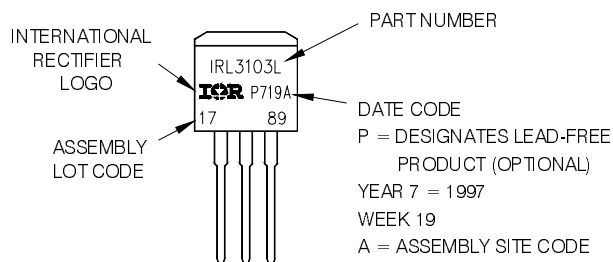 INTERNATIONAL
RECTIFIER
LOGO
PART NUMBER
IRL3103L
IOR P719A
17 89
ASSEMBLY
LOT CODE
DATE CODE
P = DESIGNATES LEAD-FREE
PRODUCT (OPTIONAL)
YEAR 7 = 1997
WEEK 19
A = ASSEMBLY SITE CODE